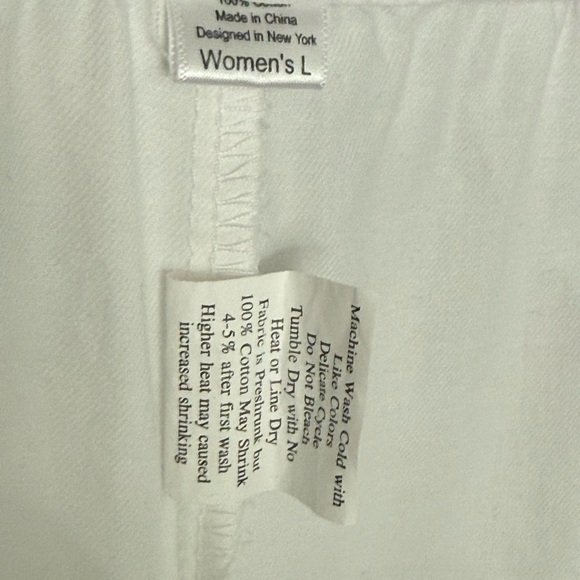 100% Cotton
Made in China
Designed in New York
Women's L
Machine Wash Cold with
Like Colors
Delicate Cycle
Do Not Bleach
Tumble Dry with No
Heat or Line Dry
Fabric is Preshrunk but
100% Cotton May Shrink
4-5% after first wash
Higher heat may caused
increased shrinking